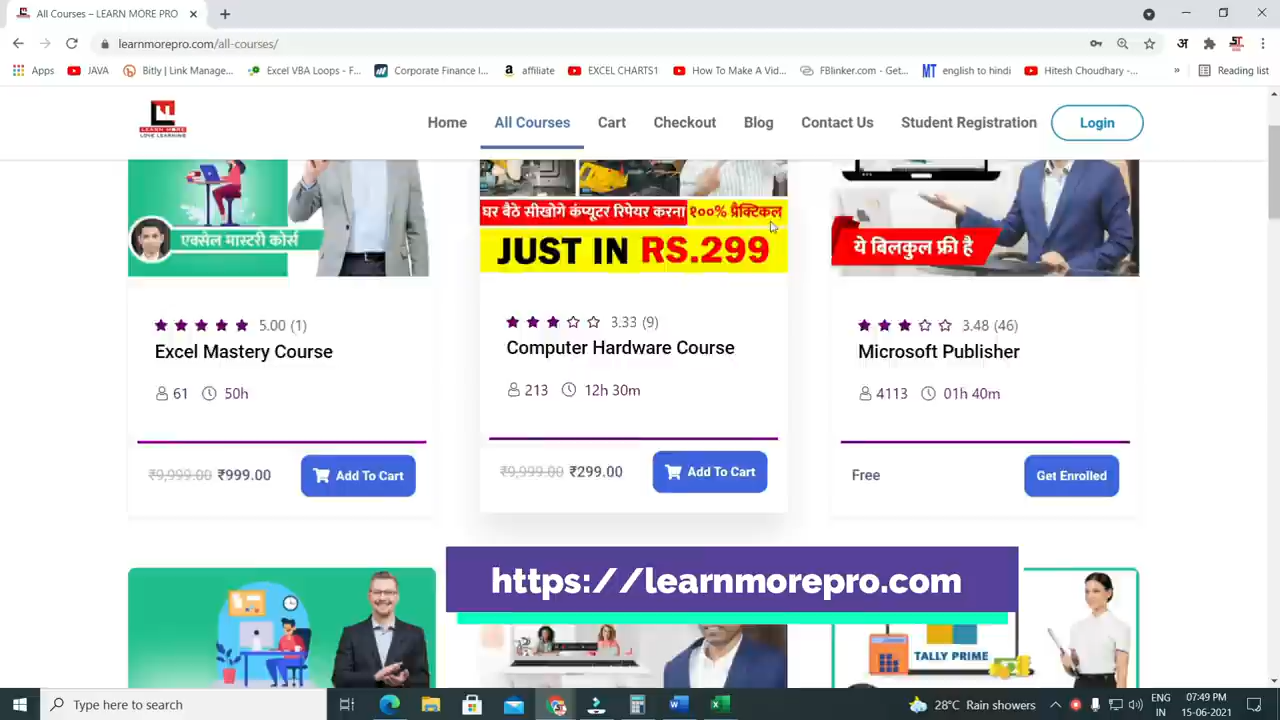 All Courses – LEARN MORE PRO
learnmorepro.com/all-courses/
Apps
JAVA
Bitly | Link Manage...
Excel VBA Loops - F...
Corporate Finance I...
affiliate
EXCEL CHARTS1
How To Make A Vid...
FBlinker.com - Get...
english to hindi
Hitesh Choudhary -...
»
Reading list
LEARN MORE
LOVE LEARNING
Home
All Courses
Cart
Checkout
Blog
Contact Us
Student Registration
Login
एक्सेल मास्टरी कोर्स
घर बैठे सीखोगे कंप्यूटर रिपेयर करना १००% प्रैक्टिकल
JUST IN RS.299
ये बिलकुल फ्री है
5.00 (1)
Excel Mastery Course
61
50h
₹9,999.00 ₹999.00
Add To Cart
3.33 (9)
Computer Hardware Course
213
12h 30m
₹9,999.00 ₹299.00
Add To Cart
3.48 (46)
Microsoft Publisher
4113
01h 40m
Free
Get Enrolled
https://learnmorepro.com
TALLY PRIME
Type here to search
28°C Rain showers
ENG
IN
07:49 PM
15-06-2021